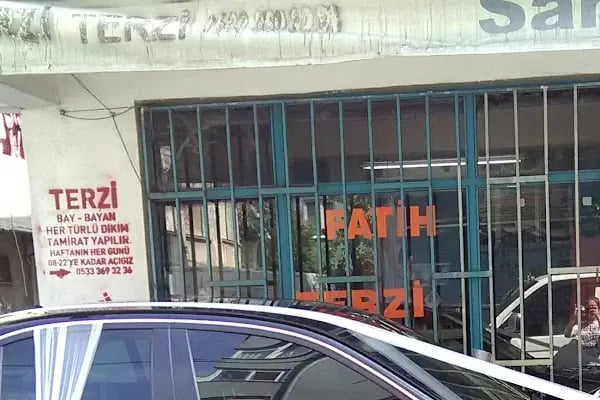 TERZİ
San
TERZİ
BAY - BAYAN
HER TÜRLÜ DİKİM
TAMİRAT YAPILIR.
HAFTANIN HER GÜNÜ
08-22'YE KADAR AÇIĞIZ
0533 369 32 36
FATİH
TERZİ